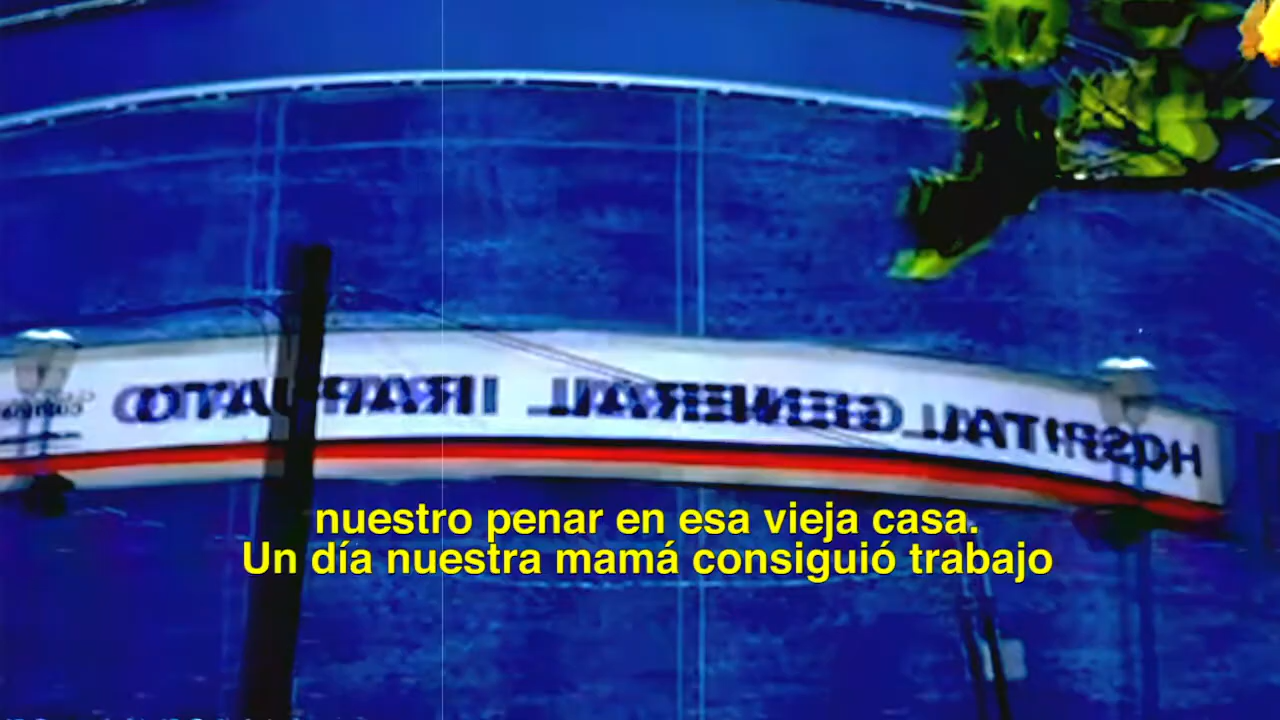 HOSPITAL GENERAL IRAPUATO
nuestro penar en esa vieja casa.
Un día nuestra mamá consiguió trabajo